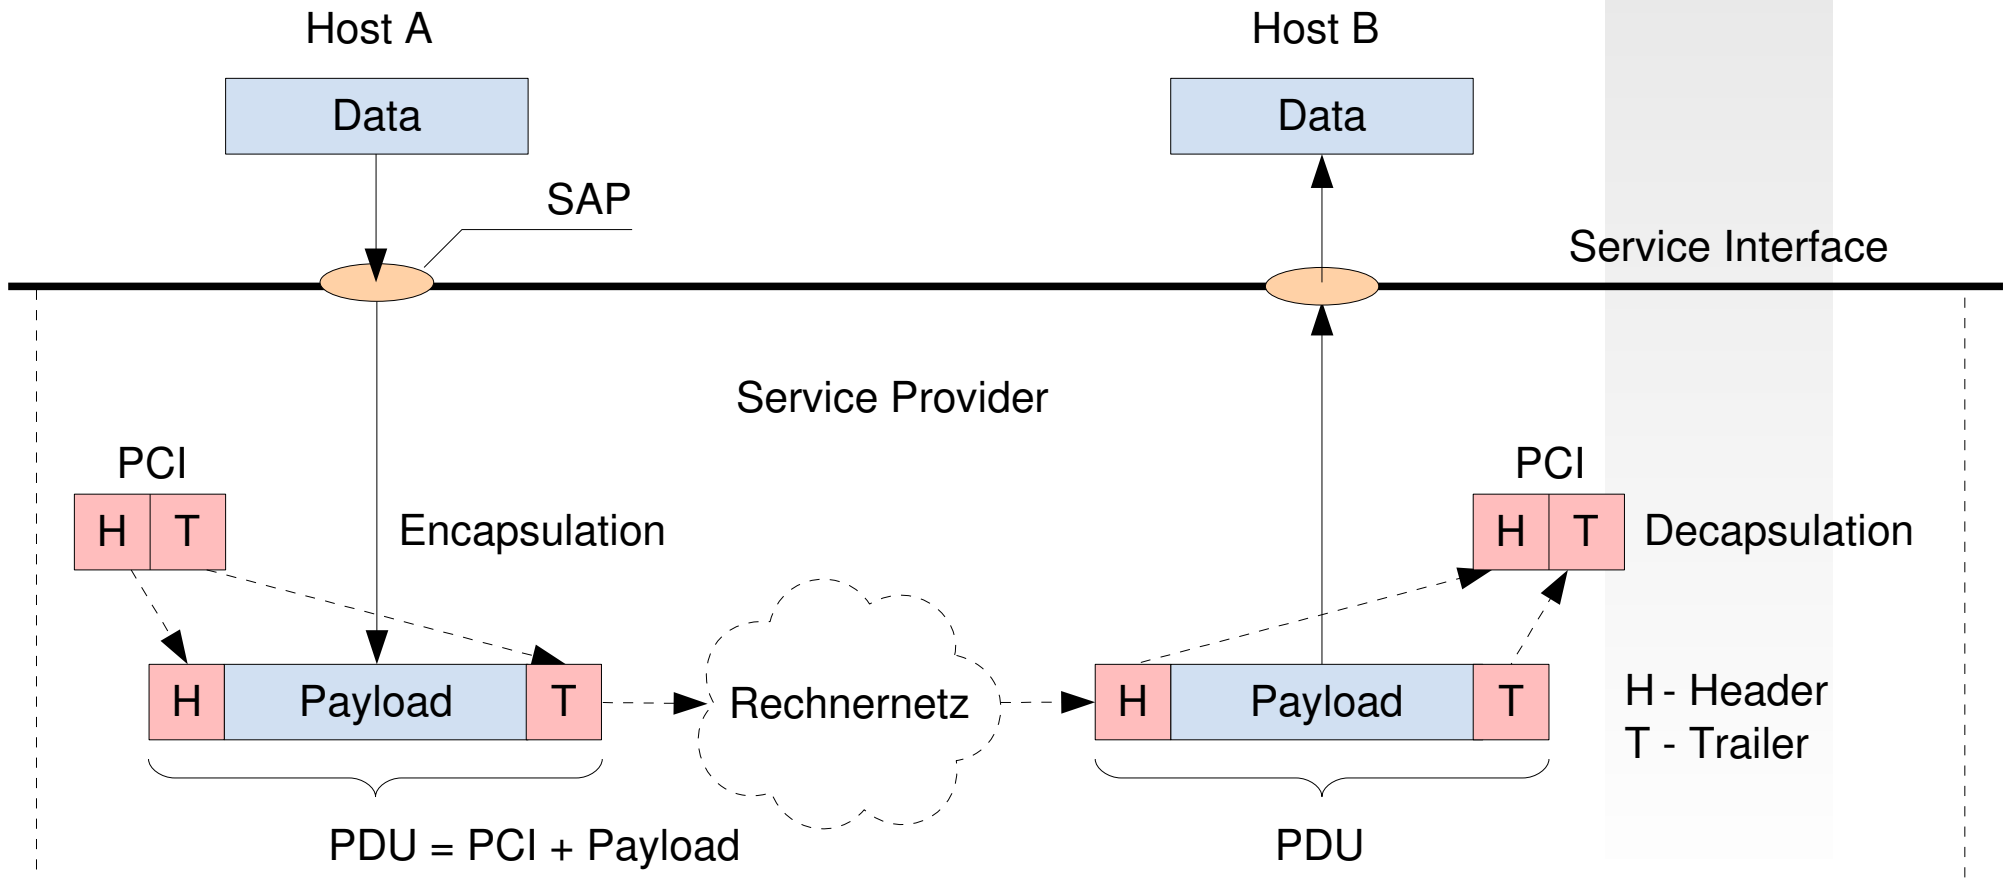 Host A
Host B
Data
Data
SAP
Service Interface
Service Provider
PCI
PCI
H T
Encapsulation
H T
Decapsulation
H Payload T
Rechnernetz
H Payload T
H - Header
T - Trailer
PDU = PCI + Payload
PDU